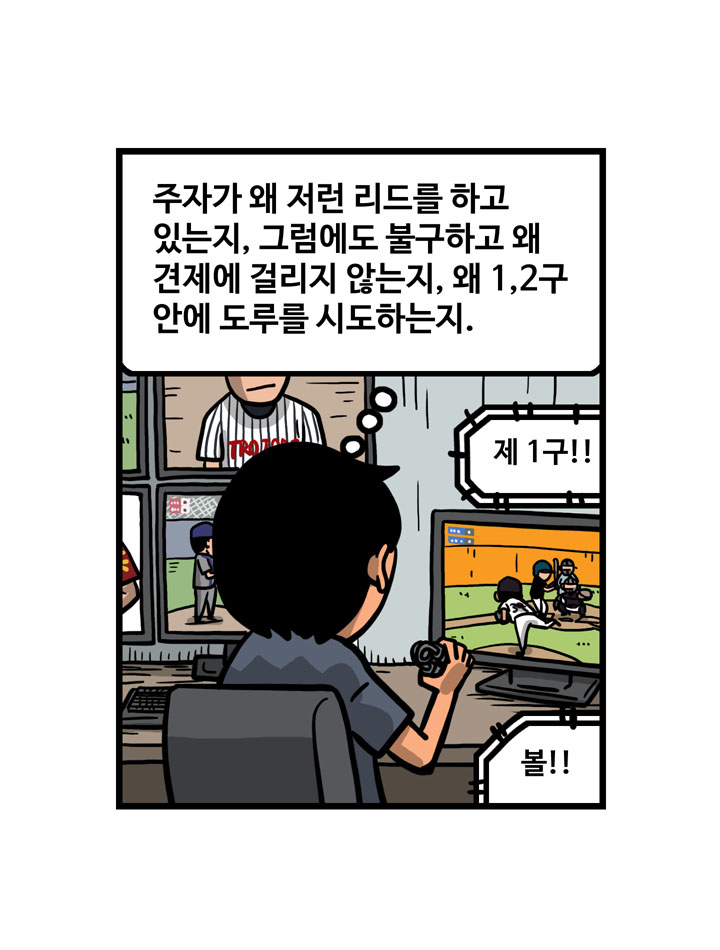 주자가 왜 저런 리드를 하고
있는지, 그럼에도 불구하고 왜
견제에 걸리지 않는지, 왜 1,2구
안에 도루를 시도하는지.
제 1구!!
볼!!